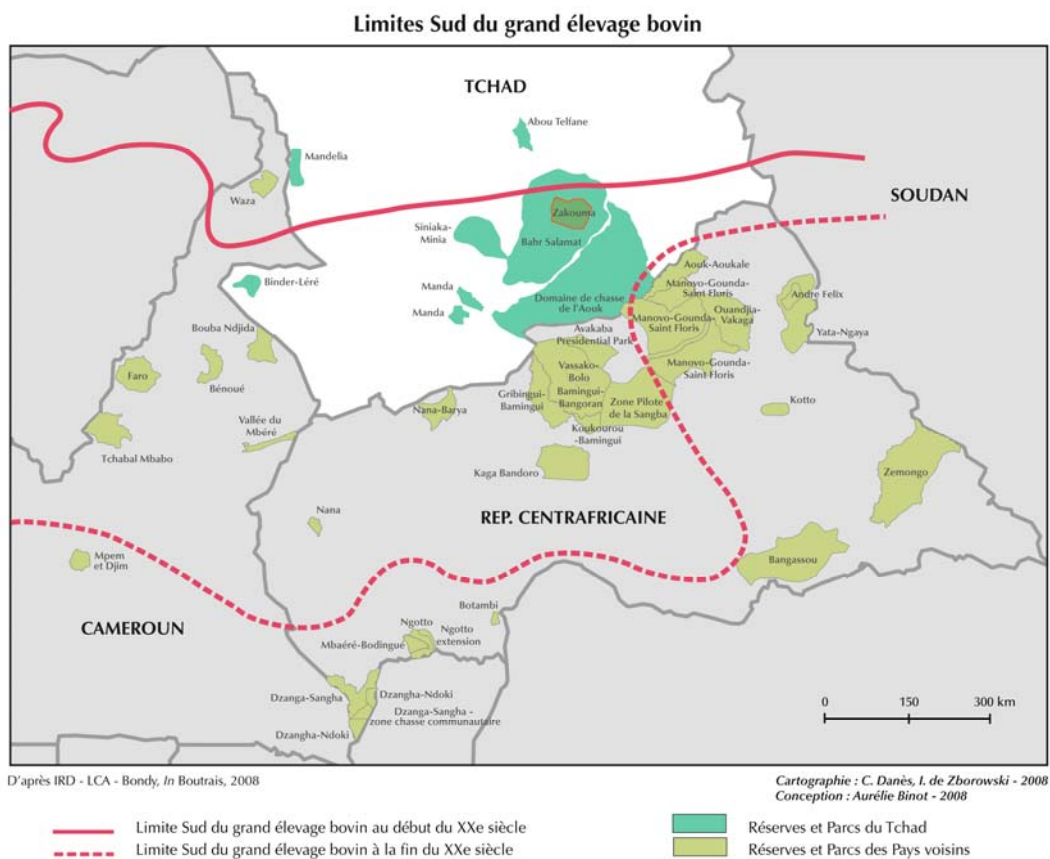 Limites Sud du grand élevage bovin
TCHAD
Abou Telfane
Mandelia
Waza
SOUDAN
Zakouma
Siniaka-
Minia
Bahr Salamat
Aouk-Aoukale
Binder-Léré
Manda
Manovo-Gounda-
Saint Floris
Andre Felix
Domaine de chasse
de l'Aouk
Manda
Ouandjia-
Vakaga
Manovo-Gounda-
Saint Floris
Bouba Ndjida
Avakaba
Presidential Park
Yata-Ngaya
Manovo-Gounda-
Saint Floris
Faro
Bénoué
Vassako-
Bolo
Gribingui-
Bamingui
Bamingui-
Bangoran
Zone Pilote
de la Sangba
Nana-Barya
Kotto
Vallée du
Mbéré
Koukourou
-Bamingui
Tchabal Mbabo
Kaga Bandoro
Zemongo
Nana
REP. CENTRAFRICAINE
Mpem
et Djim
Bangassou
Botambi
CAMEROUN
Ngotto
Ngotto
extension
Mbaéré-Bodingué
Dzanga-Sangha
Dzangha-Ndoki
Dzanga-Sangha -
zone chasse communautaire
Dzangha-Ndoki
0 150 300 km
D'après IRD - LCA - Bondy, In Boutrais, 2008
Cartographie : C. Danès, I. de Zborowski - 2008
Conception : Aurélie Binot - 2008
Limite Sud du grand élevage bovin au début du XXe siècle
Limite Sud du grand élevage bovin à la fin du XXe siècle
Réserves et Parcs du Tchad
Réserves et Parcs des Pays voisins